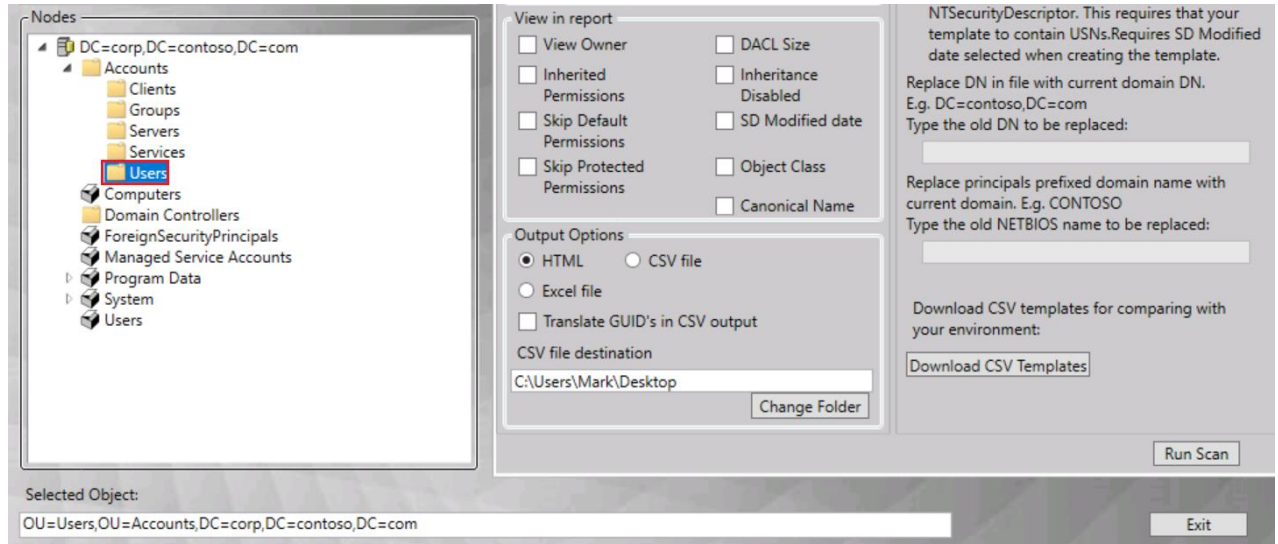 Nodes
DC=corp,DC=contoso,DC=com
Accounts
Clients
Groups
Servers
Services
Users
Computers
Domain Controllers
ForeignSecurityPrincipals
Managed Service Accounts
Program Data
System
Users
View in report
View Owner
DACL Size
Inherited
Permissions
Inheritance
Disabled
Skip Default
Permissions
SD Modified date
Skip Protected
Permissions
Object Class
Canonical Name
Output Options
HTML
CSV file
Excel file
Translate GUID's in CSV output
CSV file destination
C:\Users\Mark\Desktop
Change Folder
NTSecurityDescriptor. This requires that your
template to contain USNs.Requires SD Modified
date selected when creating the template.
Replace DN in file with current domain DN.
E.g. DC=contoso,DC=com
Type the old DN to be replaced:
Replace principals prefixed domain name with
current domain. E.g. CONTOSO
Type the old NETBIOS name to be replaced:
Download CSV templates for comparing with
your environment:
Download CSV Templates
Run Scan
Selected Object:
OU=Users,OU=Accounts,DC=corp,DC=contoso,DC=com
Exit